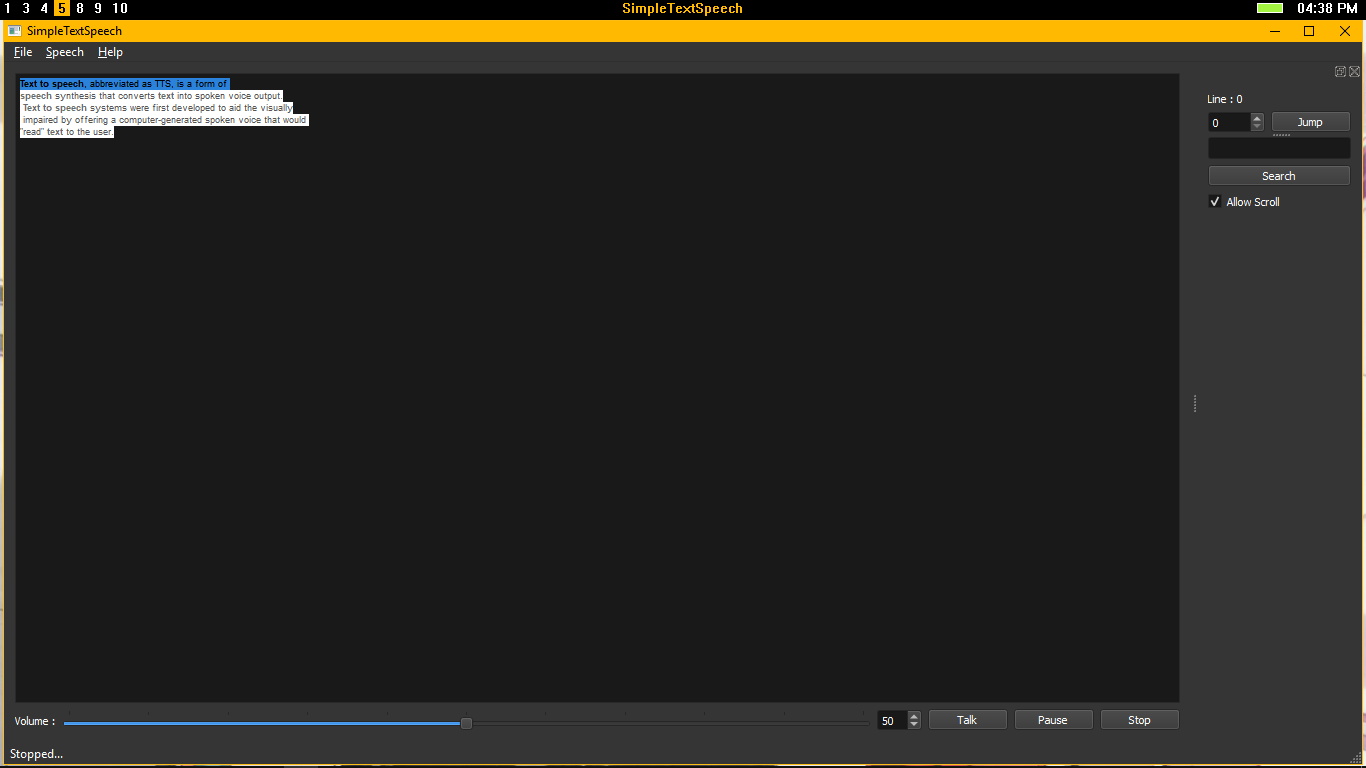 1 3 4 5 8 9 10 SimpleTextSpeech 04:38 PM
SimpleTextSpeech
File Speech Help
Text to speech, abbreviated as TTS, is a form of
speech synthesis that converts text into spoken voice output.
Text to speech systems were first developed to aid the visually
impaired by offering a computer-generated spoken voice that would
"read" text to the user.
Line : 0
0 Jump
Search
Allow Scroll
Volume : 50 Talk Pause Stop
Stopped...